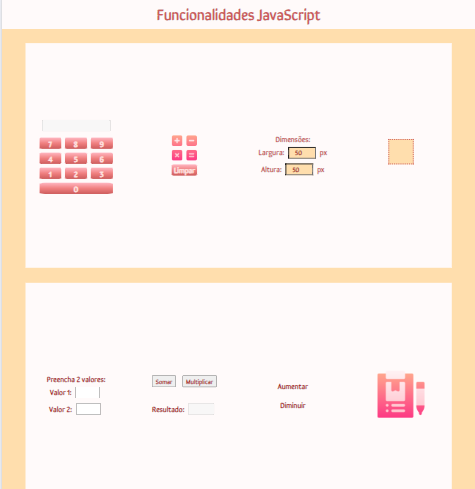 Funcionalidades JavaScript
7 8 9
4 5 6
1 2 3
0
+ −
× =
Limpar
Dimensões:
Largura: 50 px
Altura: 50 px
Preencha 2 valores:
Valor 1:
Valor 2:
Somar Multiplicar
Resultado:
Aumentar
Diminuir